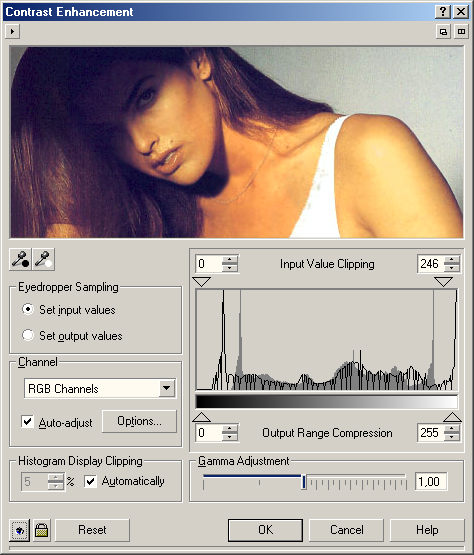 Contrast Enhancement
0 Input Value Clipping 246
Eyedropper Sampling
Set input values
Set output values
Channel
RGB Channels
Auto-adjust Options...
0 Output Range Compression 255
Histogram Display Clipping
5 % Automatically
Gamma Adjustment
1,00
Reset OK Cancel Help